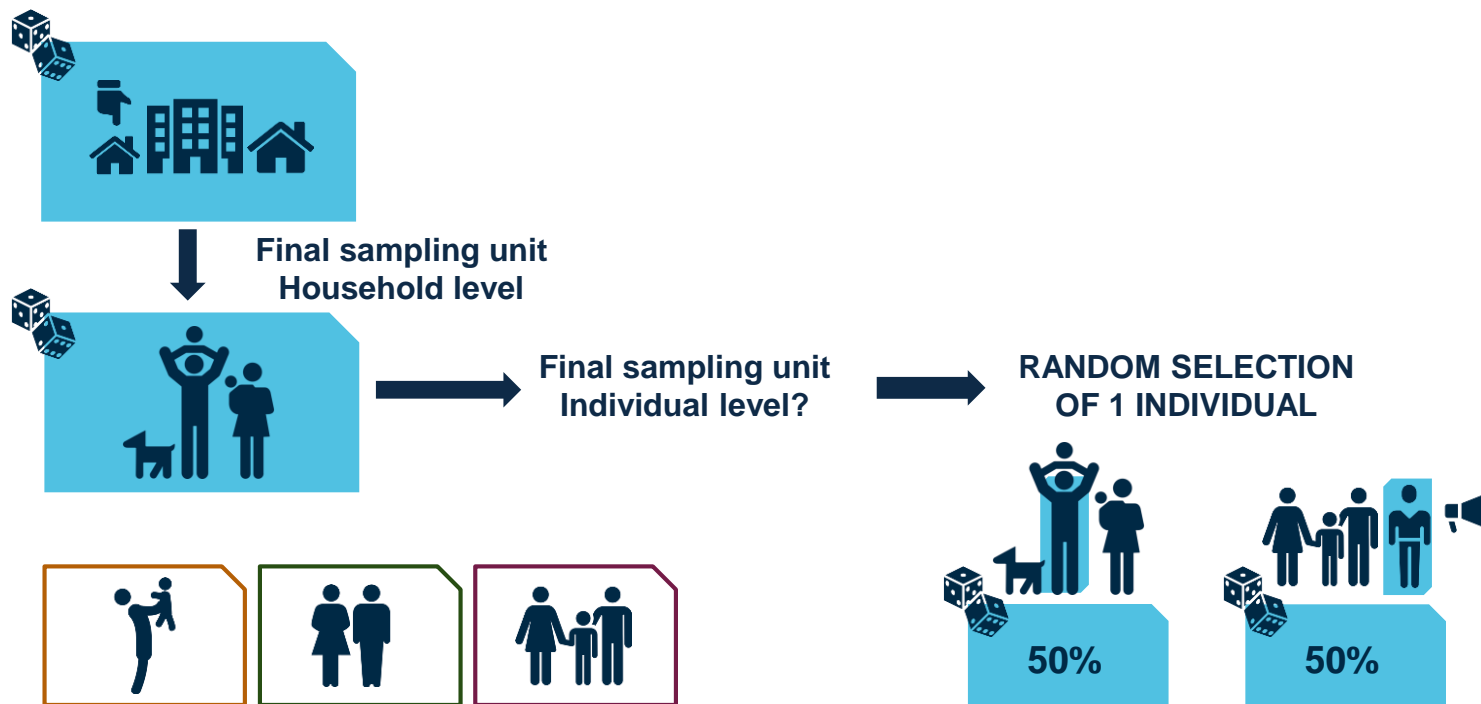 Final sampling unit
Household level
Final sampling unit
Individual level?
RANDOM SELECTION
OF 1 INDIVIDUAL
50%
50%